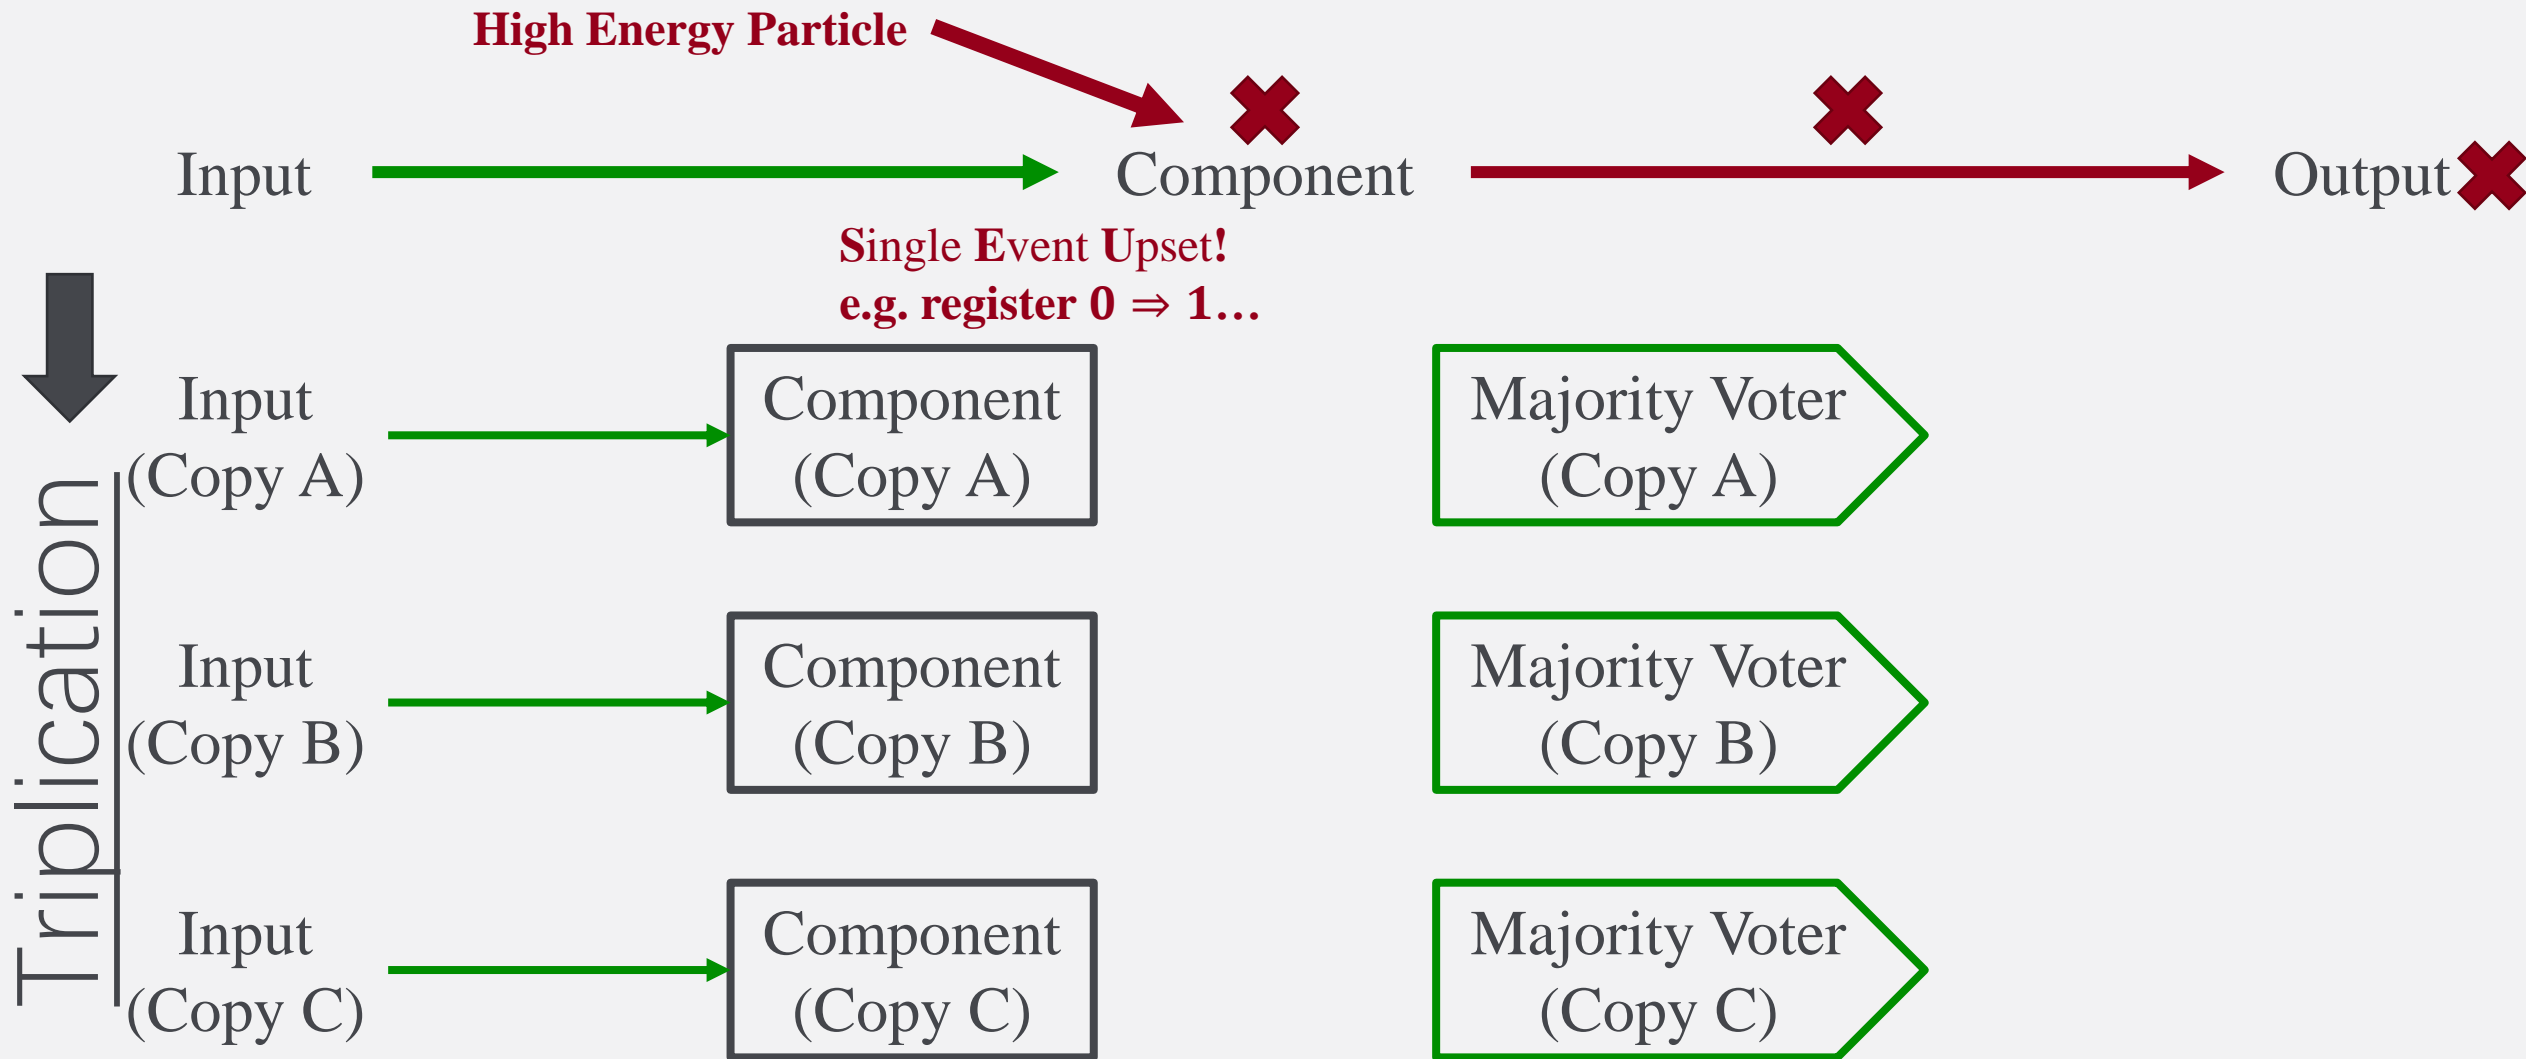 High Energy Particle
Input
Component
Output
Single Event Upset!
e.g. register 0 ⇒ 1…
Triplication
Input
(Copy A)
Component
(Copy A)
Majority Voter
(Copy A)
Input
(Copy B)
Component
(Copy B)
Majority Voter
(Copy B)
Input
(Copy C)
Component
(Copy C)
Majority Voter
(Copy C)